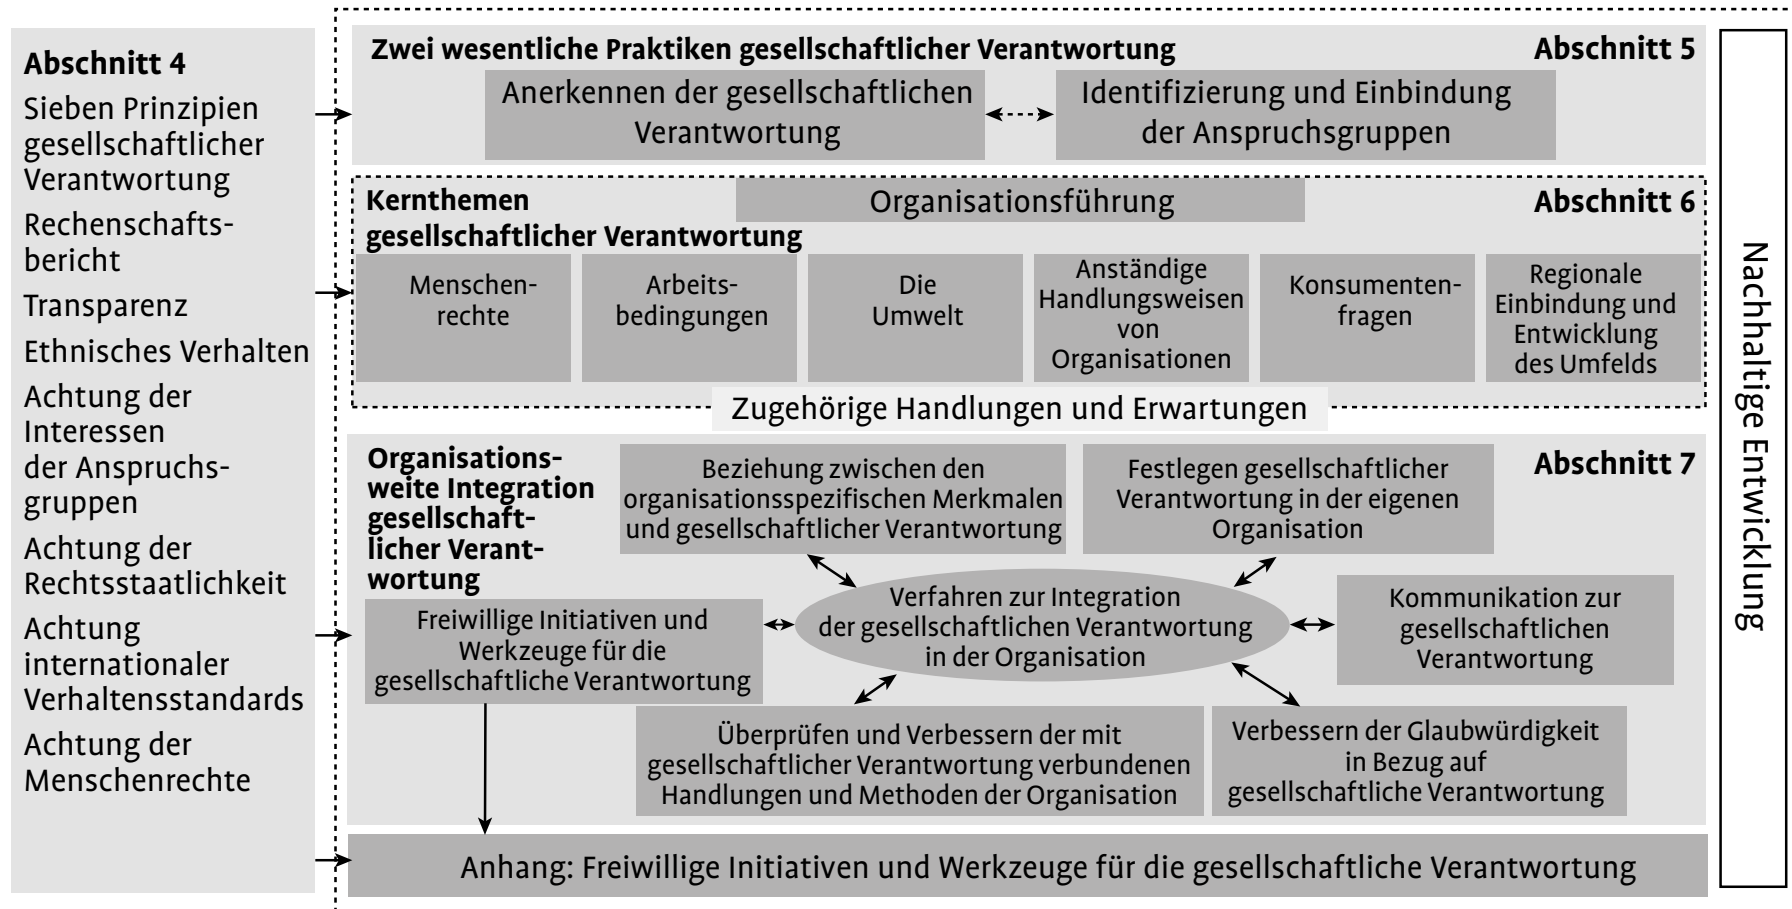 Abschnitt 4
Sieben Prinzipien
gesellschaftlicher
Verantwortung
Rechenschafts-
bericht
Transparenz
Ethnisches Verhalten
Achtung der
Interessen
der Anspruchs-
gruppen
Achtung der
Rechtsstaatlichkeit
Achtung
internationaler
Verhaltensstandards
Achtung der
Menschenrechte
Zwei wesentliche Praktiken gesellschaftlicher Verantwortung
Abschnitt 5
Anerkennen der gesellschaftlichen
Verantwortung
Identifizierung und Einbindung
der Anspruchsgruppen
Kernthemen
gesellschaftlicher Verantwortung
Organisationsführung
Abschnitt 6
Menschen-
rechte
Arbeits-
bedingungen
Die
Umwelt
Anständige
Handlungsweisen
von
Organisationen
Konsumenten-
fragen
Regionale
Einbindung und
Entwicklung
des Umfelds
Zugehörige Handlungen und Erwartungen
Organisations-
weite Integration
gesellschaft-
licher Verant-
wortung
Abschnitt 7
Beziehung zwischen den
organisationsspezifischen Merkmalen
und gesellschaftlicher Verantwortung
Festlegen gesellschaftlicher
Verantwortung in der eigenen
Organisation
Freiwillige Initiativen und
Werkzeuge für die
gesellschaftliche Verantwortung
Verfahren zur Integration
der gesellschaftlichen Verantwortung
in der Organisation
Kommunikation zur
gesellschaftlichen
Verantwortung
Überprüfen und Verbessern der mit
gesellschaftlicher Verantwortung verbundenen
Handlungen und Methoden der Organisation
Verbessern der Glaubwürdigkeit
in Bezug auf
gesellschaftliche Verantwortung
Anhang: Freiwillige Initiativen und Werkzeuge für die gesellschaftliche Verantwortung
Nachhaltige Entwicklung